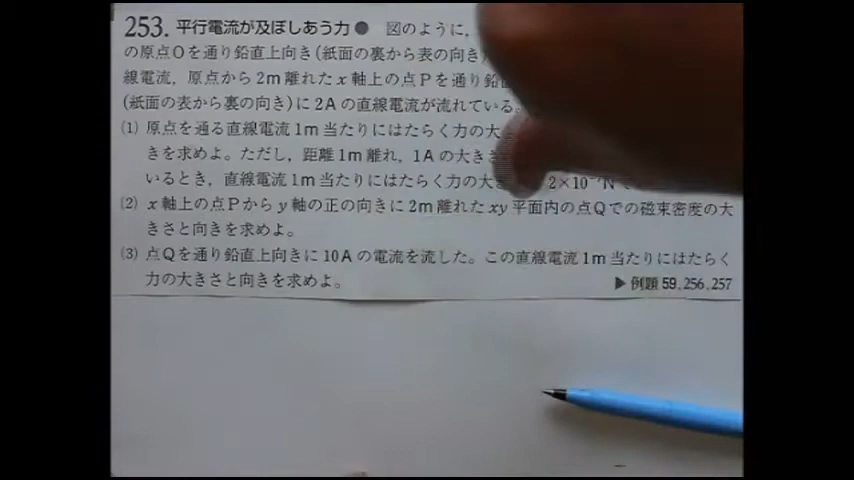 253. 平行電流が及ぼしあう力 ● 図のように,
の原点Oを通り鉛直上向き(紙面の裏から表の向き)
線電流, 原点から2m離れたx軸上の点Pを通り鉛直
(紙面の表から裏の向き)に2Aの直線電流が流れている.
(1) 原点を通る直線電流1m当たりにはたらく力の大
きを求めよ。ただし, 距離1m離れ, 1Aの大きさ
いるとき, 直線電流1m当たりにはたらく力の大き 2×10
(2) x軸上の点Pからy軸の正の向きに2m離れたxy平面内の点Qでの磁束密度の大
きさと向きを求めよ。
(3) 点Qを通り鉛直上向きに10Aの電流を流した。この直線電流1m当たりにはたらく
力の大きさと向きを求めよ。 ▶例題59,256,257